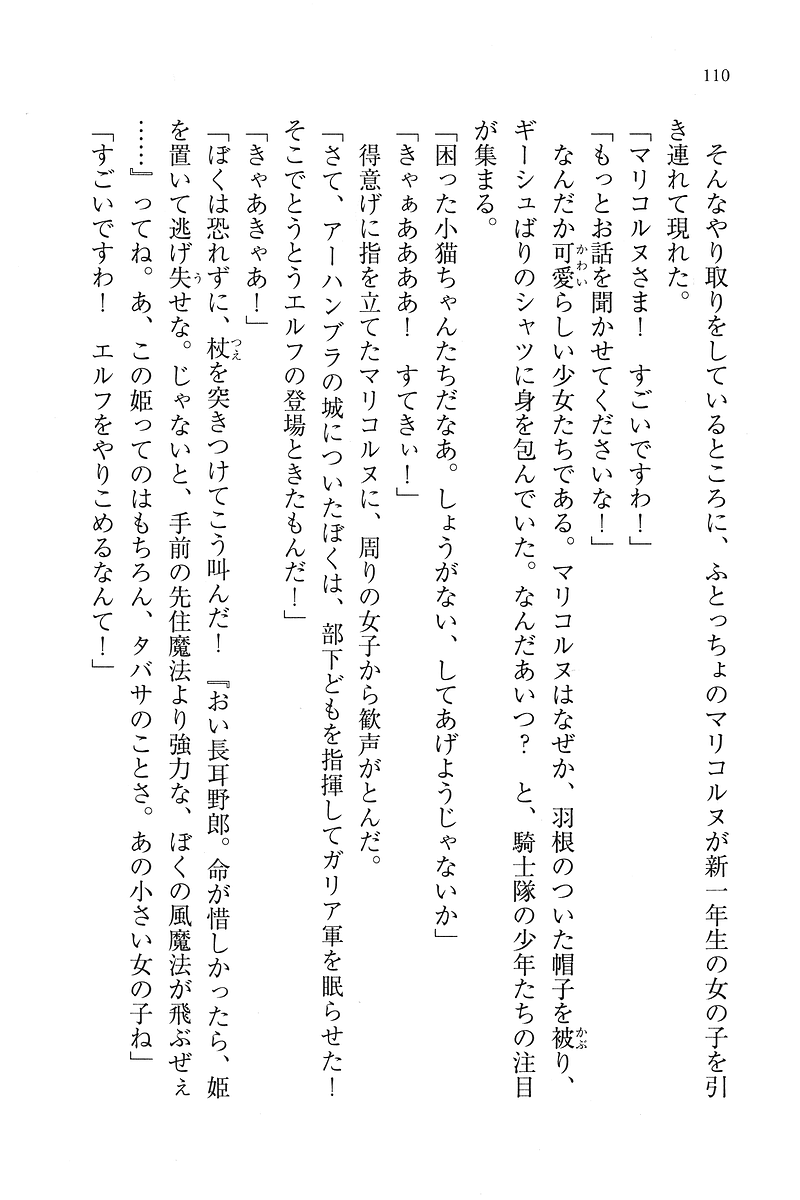 110
　そんなやり取りをしているところに、ふとっちょのマリコルヌが新一年生の女の子を引
き連れて現れた。
「マリコルヌさま！　すごいですわ！」
「もっとお話を聞かせてくださいな！」
　なんだか可愛らしい少女たちである。マリコルヌはなぜか、羽根のついた帽子を被り、
ギーシュばりのシャツに身を包んでいた。なんだあいつ？　と、騎士隊の少年たちの注目
が集まる。
「困った小猫ちゃんたちだなあ。しょうがない、してあげようじゃないか」
「きゃぁああああ！　すてきぃ！」
　得意げに指を立てたマリコルヌに、周りの女子から歓声がとんだ。
「さて、アーハンブラの城についたぼくは、部下どもを指揮してガリア軍を眠らせた！
そこでとうとうエルフの登場ときたもんだ！」
「きゃあきゃあ！」
「ぼくは恐れずに、杖を突きつけてこう叫んだ！　『おい長耳野郎。命が惜しかったら、姫
を置いて逃げ失せな。じゃないと、手前の先住魔法より強力な、ぼくの風魔法が飛ぶぜぇ
……』ってね。あ、この姫ってのはもちろん、タバサのことさ。あの小さい女の子ね」
「すごいですわ！　エルフをやりこめるなんて！」